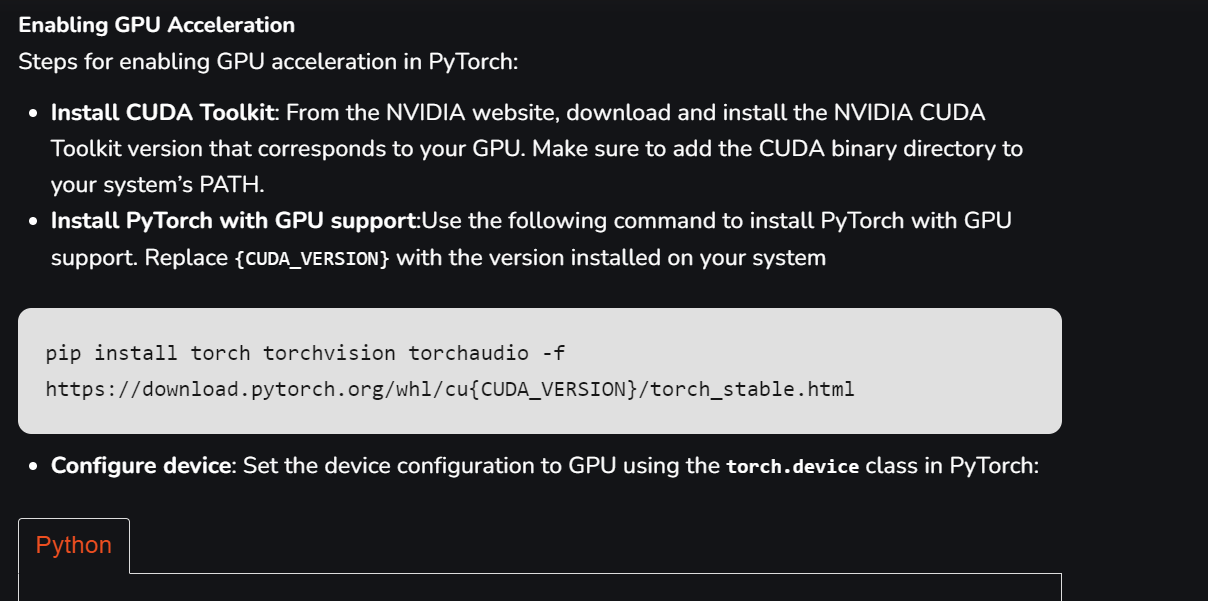 Enabling GPU Acceleration
Steps for enabling GPU acceleration in PyTorch:
• Install CUDA Toolkit: From the NVIDIA website, download and install the NVIDIA CUDA
Toolkit version that corresponds to your GPU. Make sure to add the CUDA binary directory to
your system’s PATH.
• Install PyTorch with GPU support:Use the following command to install PyTorch with GPU
support. Replace {CUDA_VERSION} with the version installed on your system
pip install torch torchvision torchaudio -f
https://download.pytorch.org/whl/cu{CUDA_VERSION}/torch_stable.html
• Configure device: Set the device configuration to GPU using the torch.device class in PyTorch:
Python